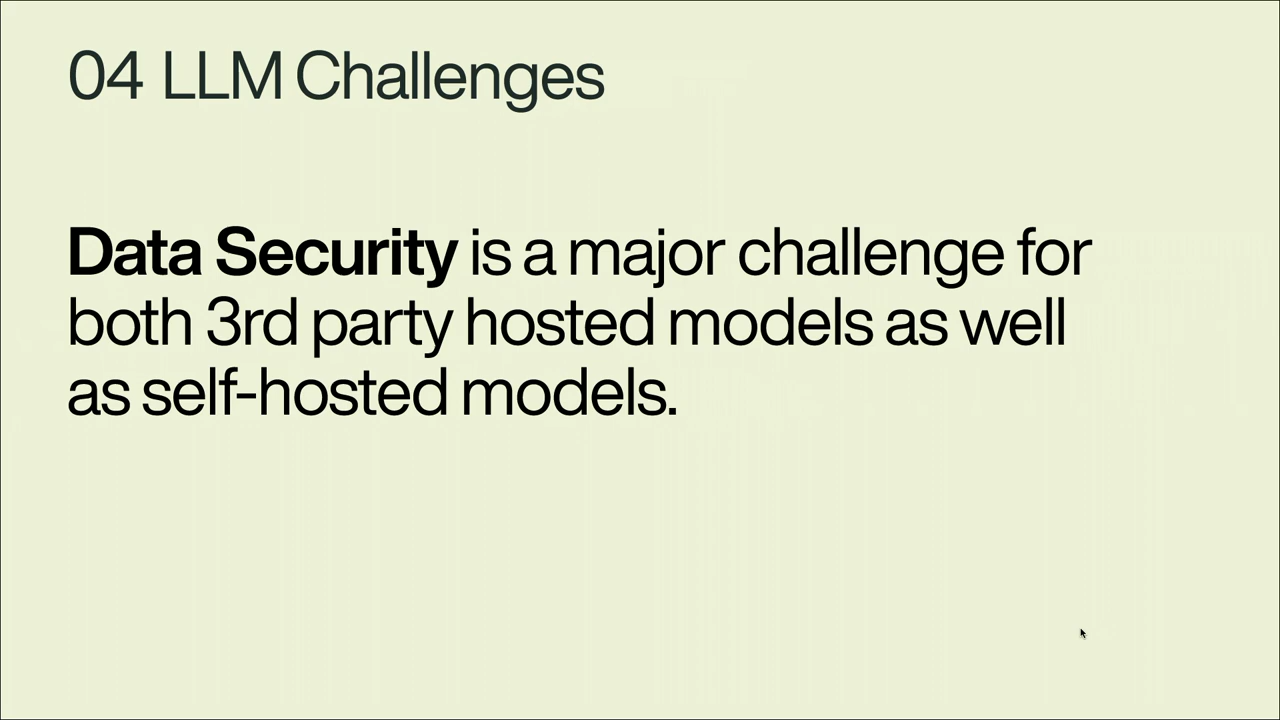 04 LLM Challenges
Data Security is a major challenge for
both 3rd party hosted models as well
as self-hosted models.